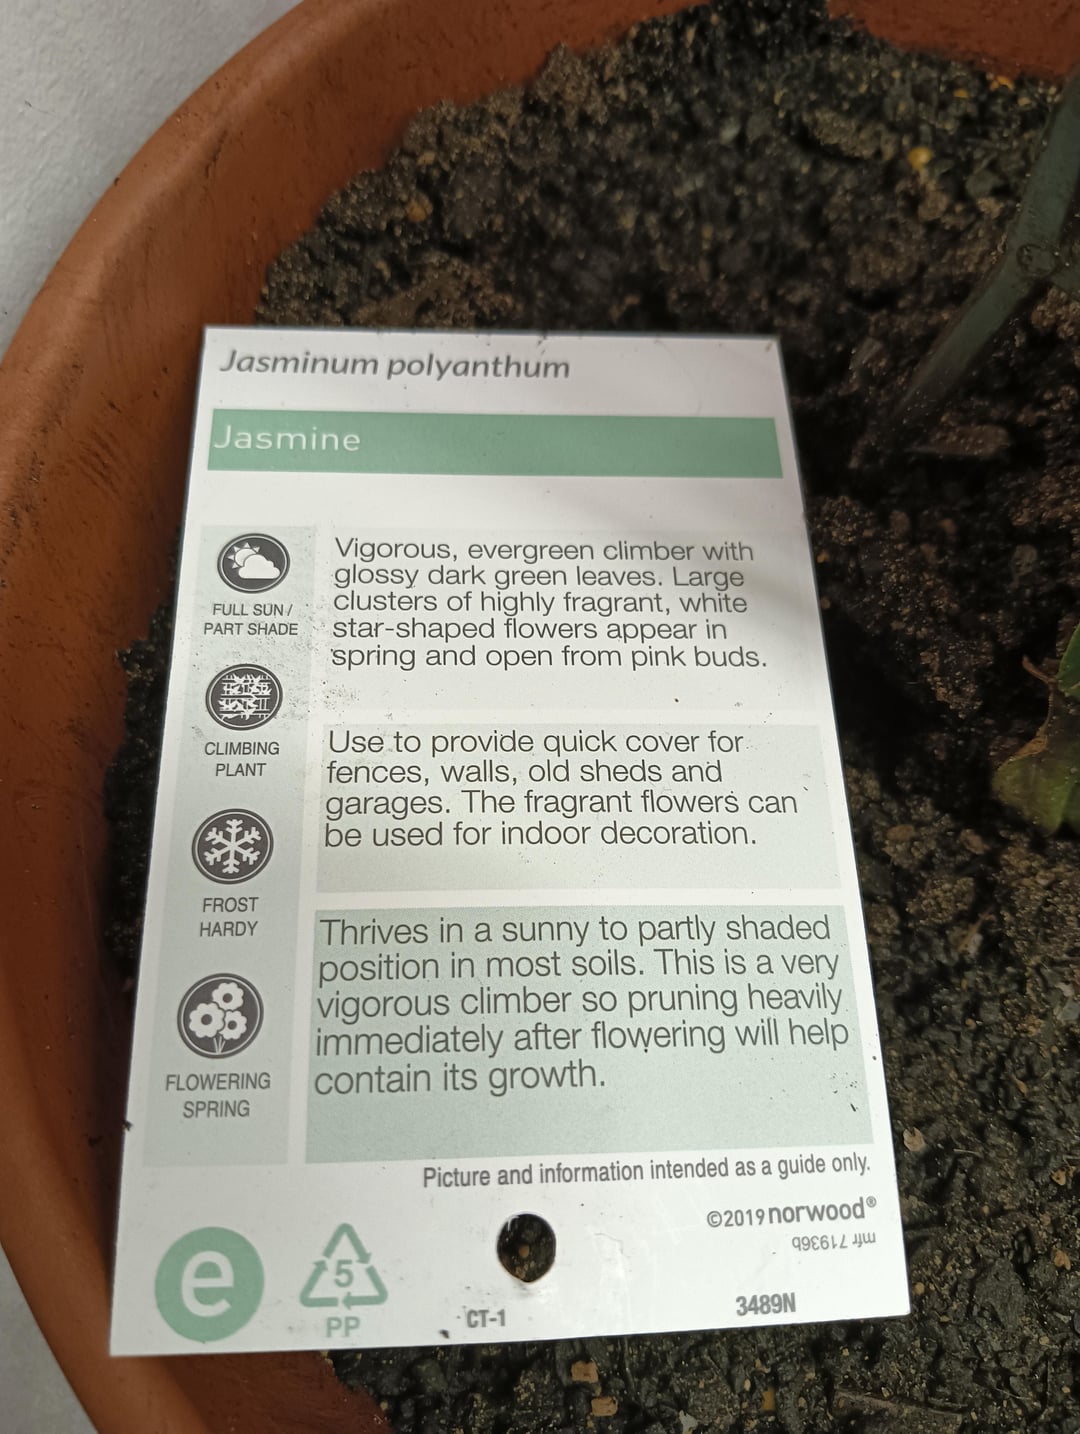 Jasminum polyanthum
Jasmine
FULL SUN /
PART SHADE
Vigorous, evergreen climber with
glossy dark green leaves. Large
clusters of highly fragrant, white
star-shaped flowers appear in
spring and open from pink buds.
CLIMBING
PLANT
Use to provide quick cover for
fences, walls, old sheds and
garages. The fragrant flowers can
be used for indoor decoration.
FROST
HARDY
Thrives in a sunny to partly shaded
position in most soils. This is a very
vigorous climber so pruning heavily
immediately after flowering will help
contain its growth.
FLOWERING
SPRING
Picture and information intended as a guide only.
©2019 norwood®
mfr 71936b
e
5
PP
CT-1
3489N